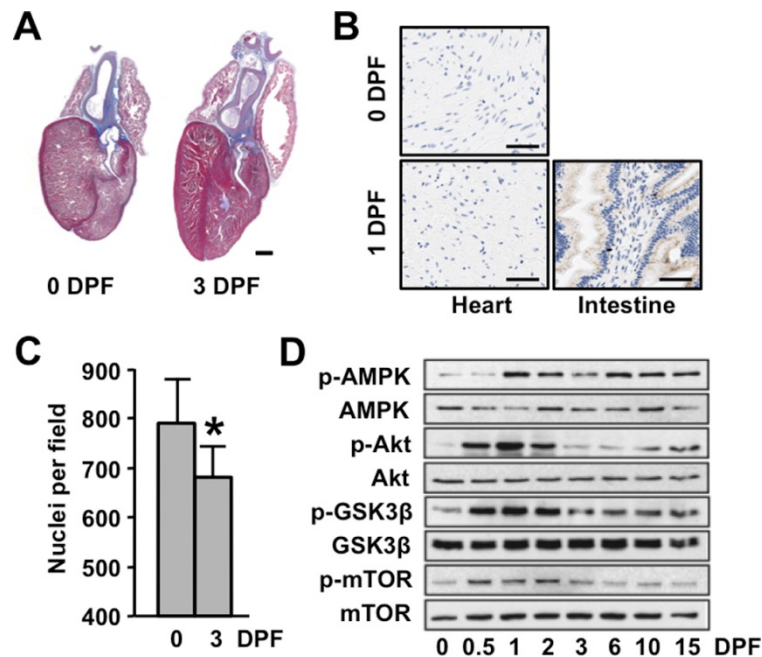 A
0 DPF
3 DPF
B
0 DPF
1 DPF
Heart
Intestine
C
Nuclei per field
900
800
700
600
500
400
*
0 3 DPF
D
p-AMPK
AMPK
p-Akt
Akt
p-GSK3β
GSK3β
p-mTOR
mTOR
0 0.5 1 2 3 6 10 15 DPF